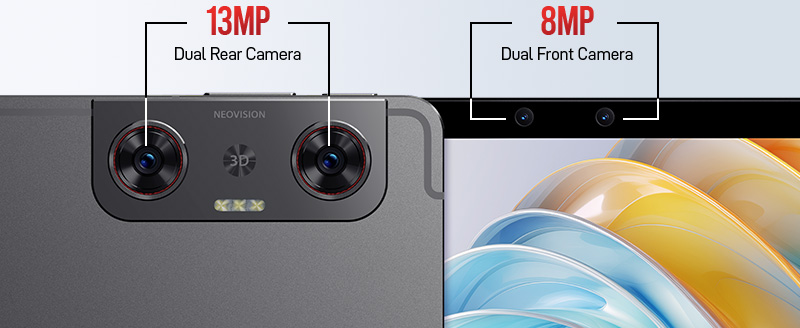 13MP
Dual Rear Camera
8MP
Dual Front Camera
NEOVISION
3D